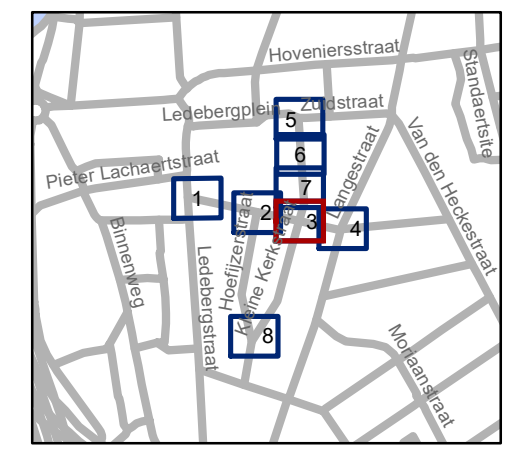 Hoveniersstraat
Standaertsite
Ledebergplein
Zuidstraat
5
6
Pieter Lachaertstraat
Langestraat
Van den Heckestraat
1
7
2
3
4
Binnenweg
Ledebergstraat
Hoefijzerstraat
Kleine Kerkstraat
8
Moriaanstraat